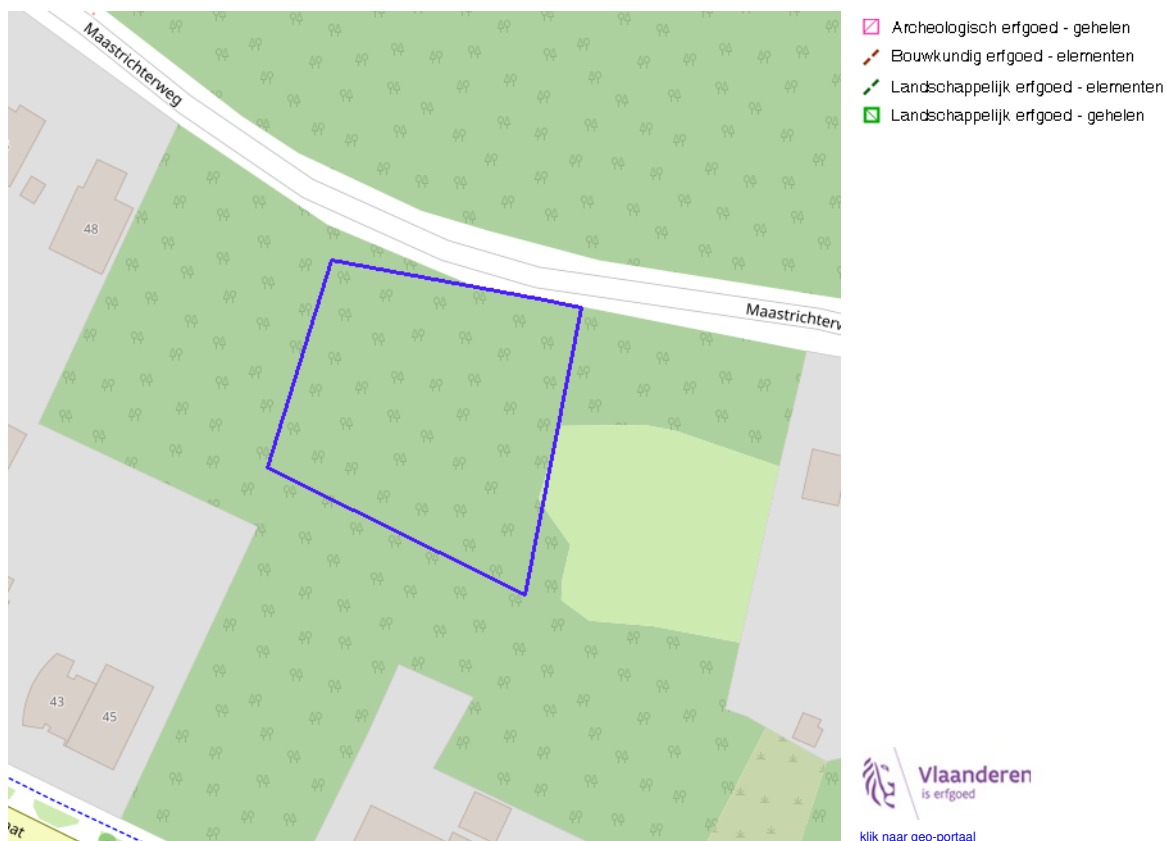 Maastrichterweg
48
Maastrichterw
43
45
aat
Archeologisch erfgoed - gehelen
Bouwkundig erfgoed - elementen
Landschappelijk erfgoed - elementen
Landschappelijk erfgoed - gehelen
Vlaanderen
is erfgoed
klik naar geo-portaal